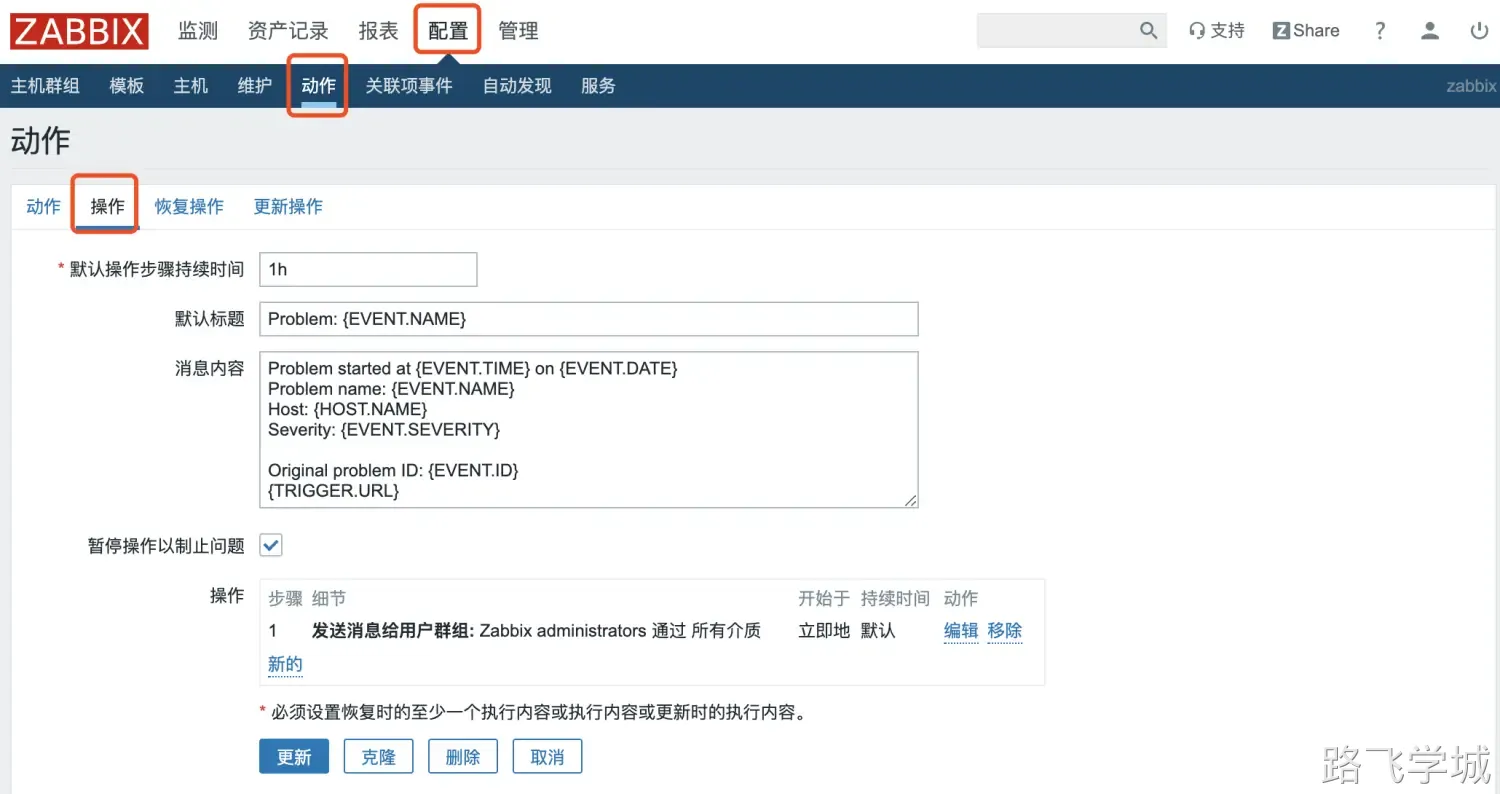 ZABBIX 监测 资产记录 报表 配置 管理 支持 Z Share ?
主机群组 模板 主机 维护 动作 关联项事件 自动发现 服务 zabbix
动作
动作 操作 恢复操作 更新操作
* 默认操作步骤持续时间 1h
默认标题 Problem: {EVENT.NAME}
消息内容 Problem started at {EVENT.TIME} on {EVENT.DATE}
Problem name: {EVENT.NAME}
Host: {HOST.NAME}
Severity: {EVENT.SEVERITY}
Original problem ID: {EVENT.ID}
{TRIGGER.URL}
暂停操作以制止问题
操作 步骤 细节 开始于 持续时间 动作
1 发送消息给用户群组: Zabbix administrators 通过 所有介质 立即地 默认 编辑 移除
新的
* 必须设置恢复时的至少一个执行内容或执行内容或更新时的执行内容。
更新 克隆 删除 取消
路飞学城